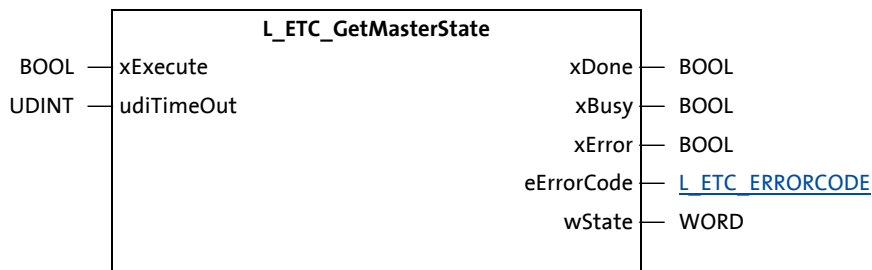 L_ETC_GetMasterState
BOOL xExecute xDone BOOL
UDINT udiTimeOut xBusy BOOL
xError BOOL
eErrorCode L_ETC_ERRORCODE
wState WORD